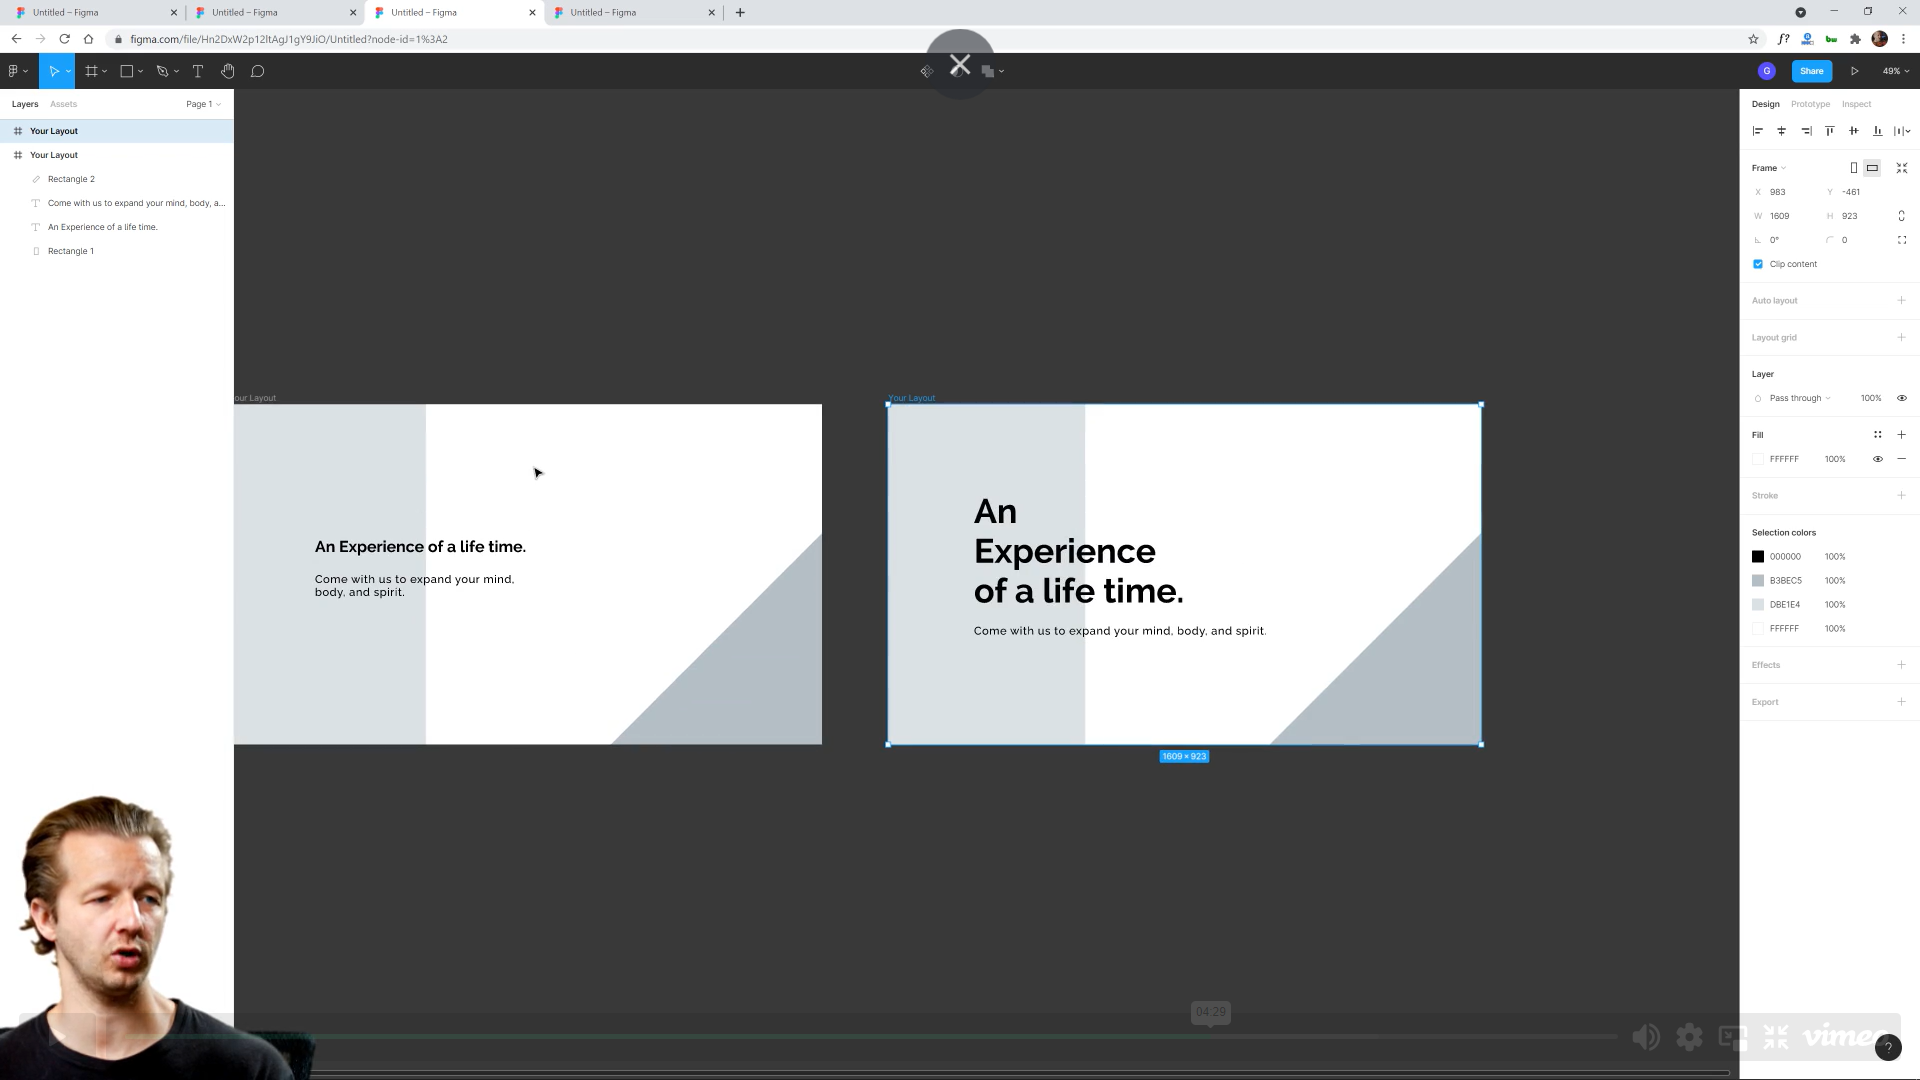 Untitled – Figma
Untitled – Figma
Untitled – Figma
Untitled – Figma
figma.com/file/Hn2DxW2p12ltAgJ1gY9JiO/Untitled?node-id=1%3A2
G
Share
49%
Layers
Assets
Page 1
Your Layout
Your Layout
Rectangle 2
Come with us to expand your mind, body, a...
An Experience of a life time.
Rectangle 1
our Layout
An Experience of a life time.
Come with us to expand your mind,
body, and spirit.
Your Layout
An
Experience
of a life time.
Come with us to expand your mind, body, and spirit.
1609 × 923
Design
Prototype
Inspect
Frame
X 983
Y -461
W 1609
H 923
0°
0
Clip content
Auto layout
Layout grid
Layer
Pass through
100%
Fill
FFFFFF 100%
Stroke
Selection colors
000000 100%
B3BEC5 100%
DBE1E4 100%
FFFFFF 100%
Effects
Export
04:29
vimeo
?